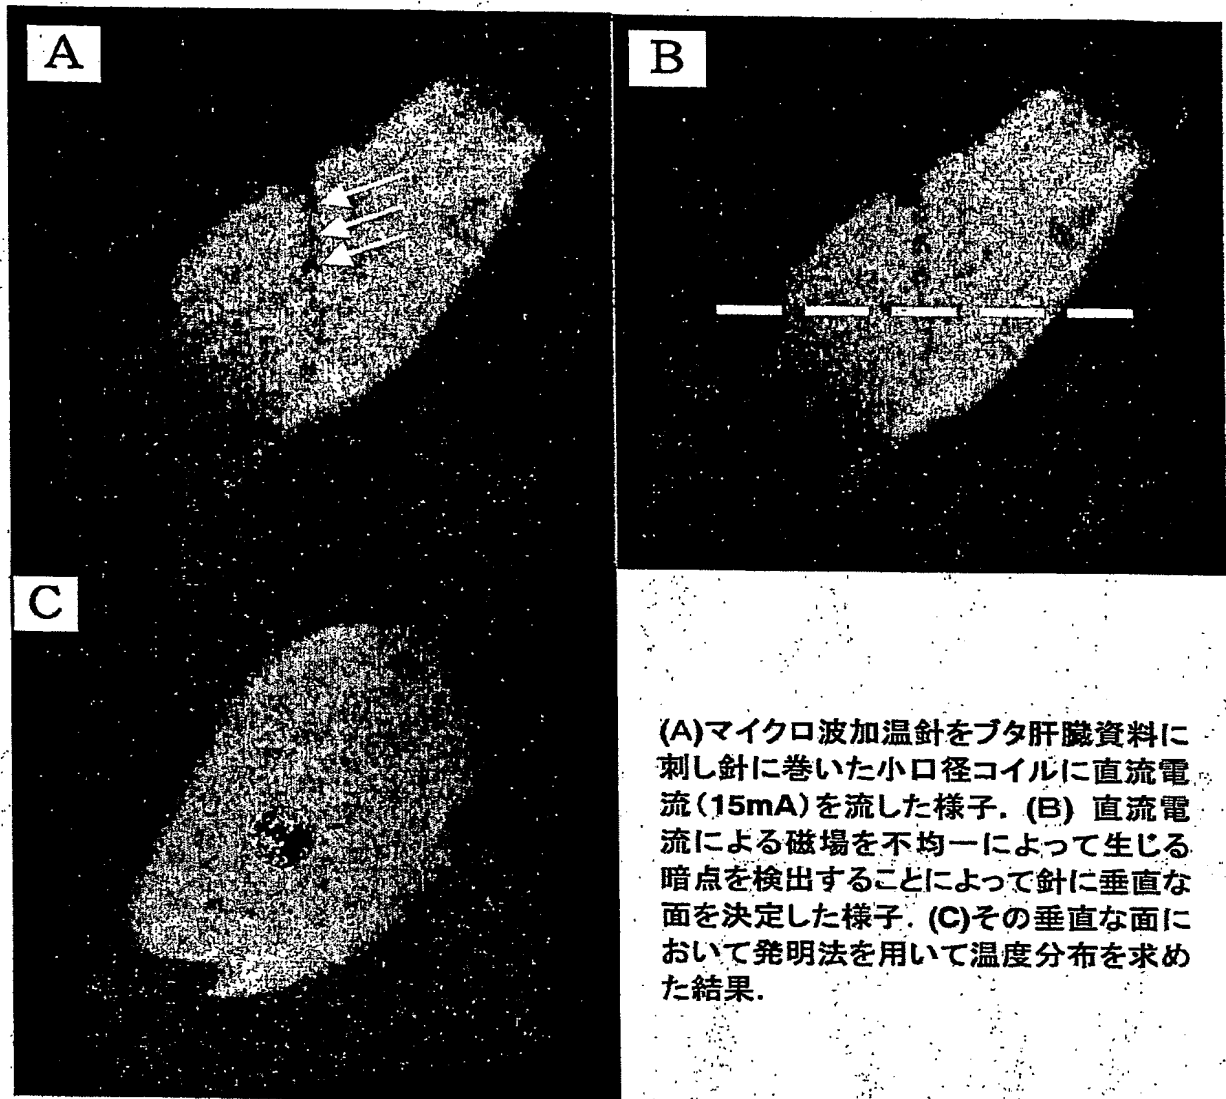 A
B
C
(A)マイクロ波加温針をブタ肝臓資料に
刺し針に巻いた小口径コイルに直流電
流(15mA)を流した様子. (B) 直流電
流による磁場を不均一によって生じる
暗点を検出することによって針に垂直な
面を決定した様子. (C)その垂直な面に
おいて発明法を用いて温度分布を求め
た結果.